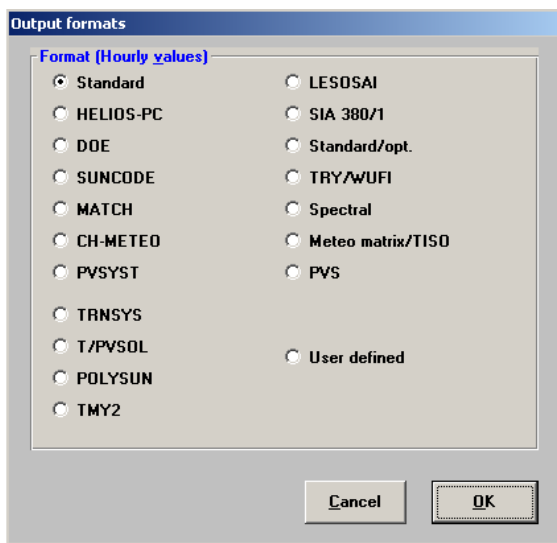 Output formats
Format (Hourly values)
Standard
HELIOS-PC
DOE
SUNCODE
MATCH
CH-METEO
PVSYST
TRNSYS
T/PVSOL
POLYSUN
TMY2
LESOSAI
SIA 380/1
Standard/opt.
TRY/WUFI
Spectral
Meteo matrix/TISO
PVS
User defined
Cancel
OK